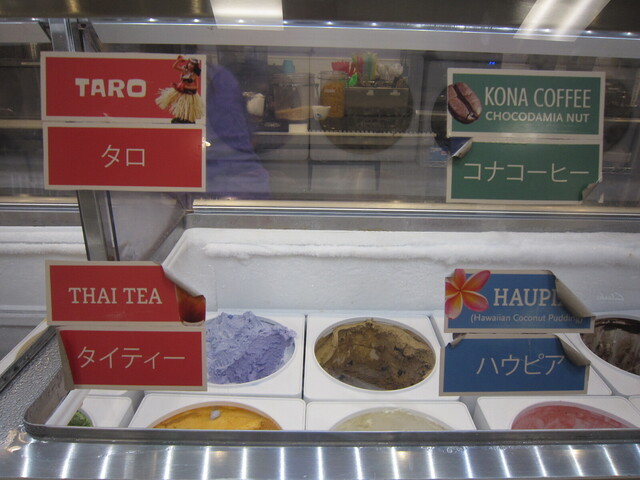 TARO
タロ
KONA COFFEE
CHOCODAMIA NUT
コナコーヒー
THAI TEA
タイティー
(Hawaiian Coconut Pudding)
ハウピア